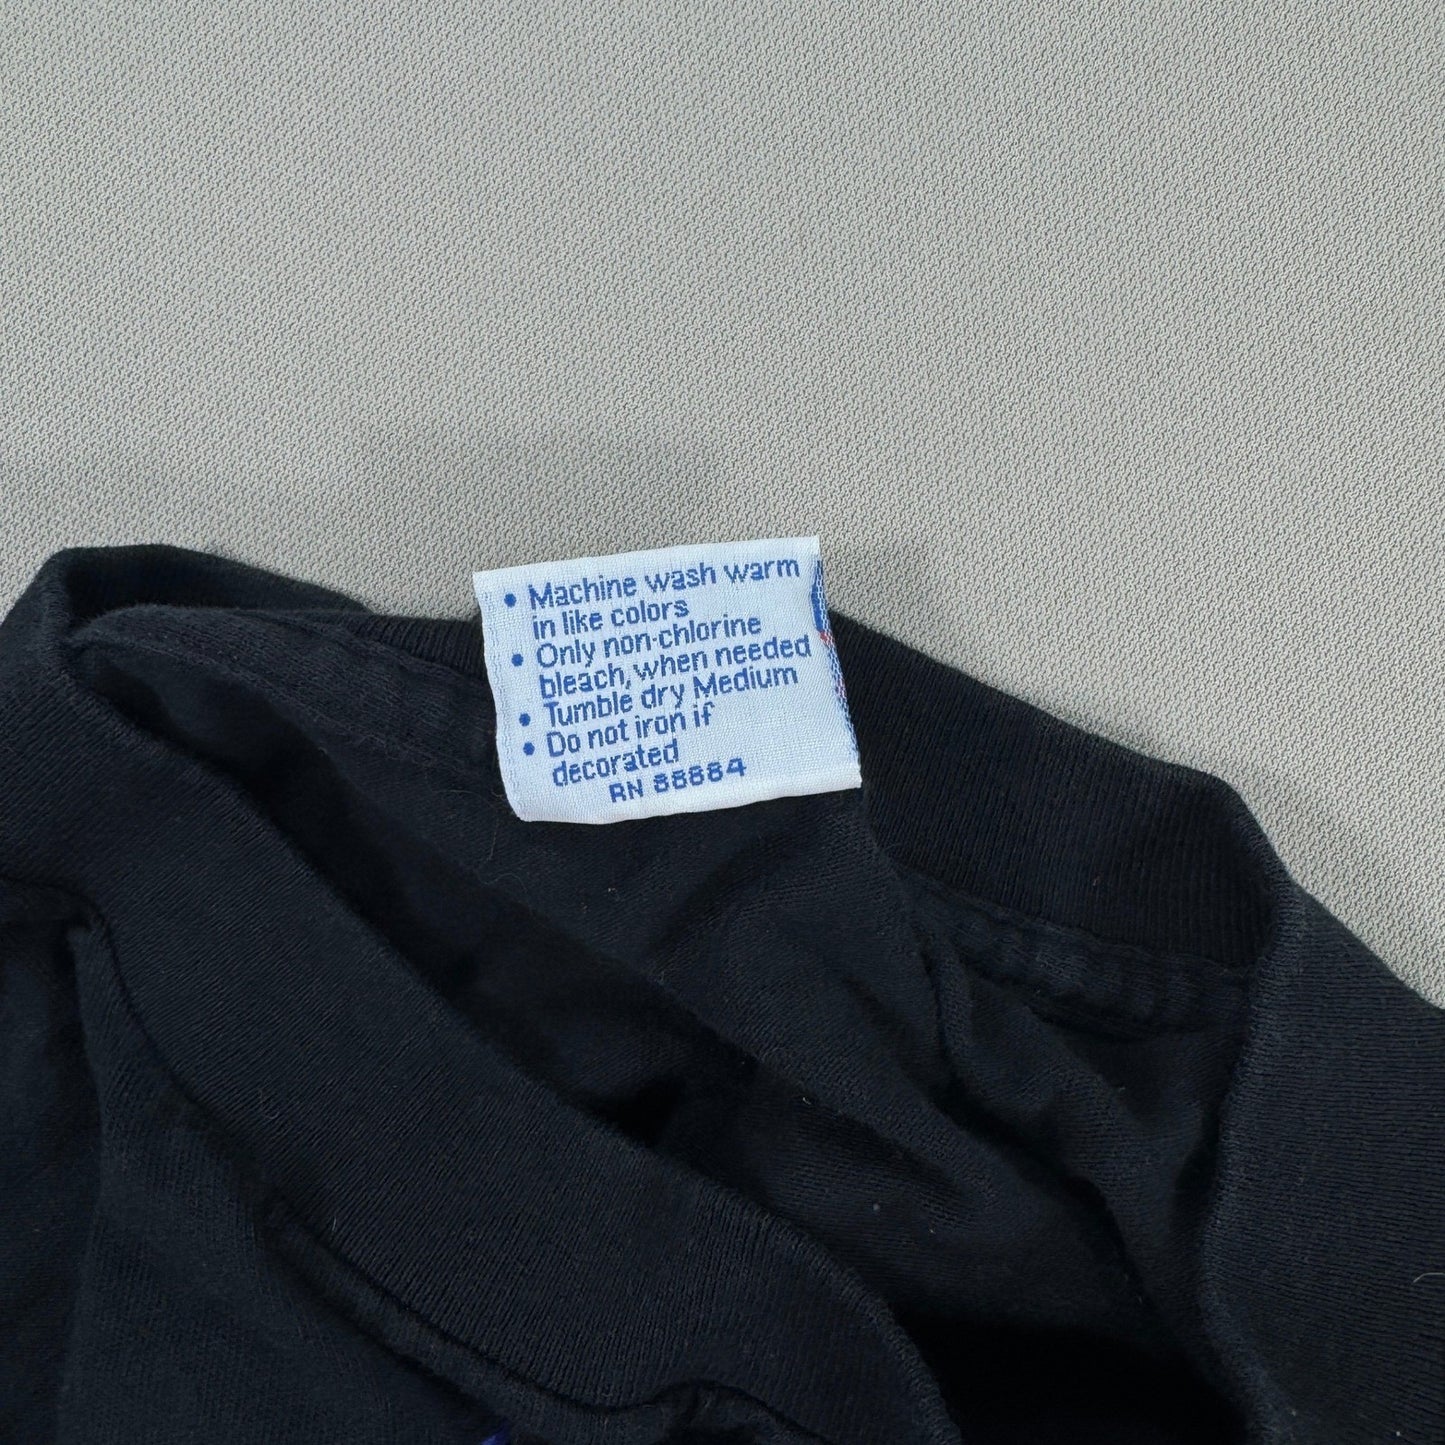 • Machine wash warm
in like colors
• Only non-chlorine
bleach, when needed
• Tumble dry Medium
• Do not iron if
decorated
RN 88884